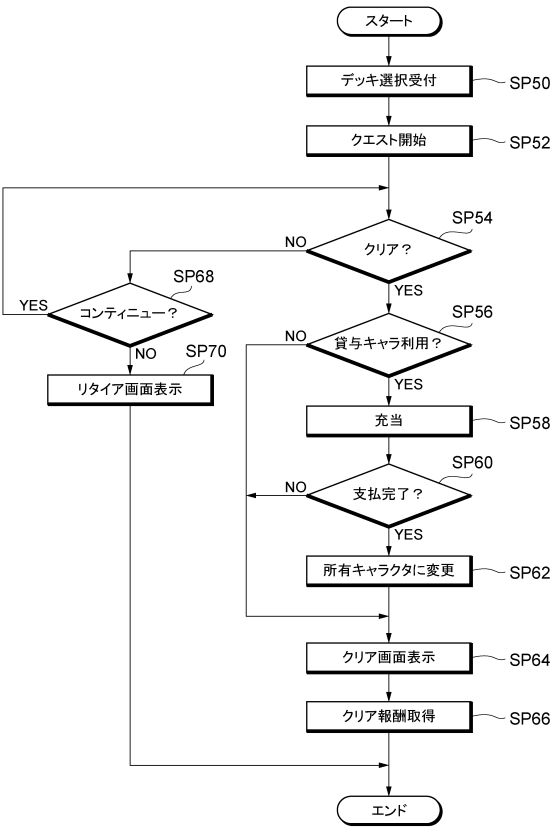 スタート
デッキ選択受付
SP50
クエスト開始
SP52
クリア？
SP54
NO
YES
コンティニュー？
SP68
YES
NO
貸与キャラ利用？
SP56
NO
YES
リタイア画面表示
SP70
充当
SP58
支払完了？
SP60
NO
YES
所有キャラクタに変更
SP62
クリア画面表示
SP64
クリア報酬取得
SP66
エンド